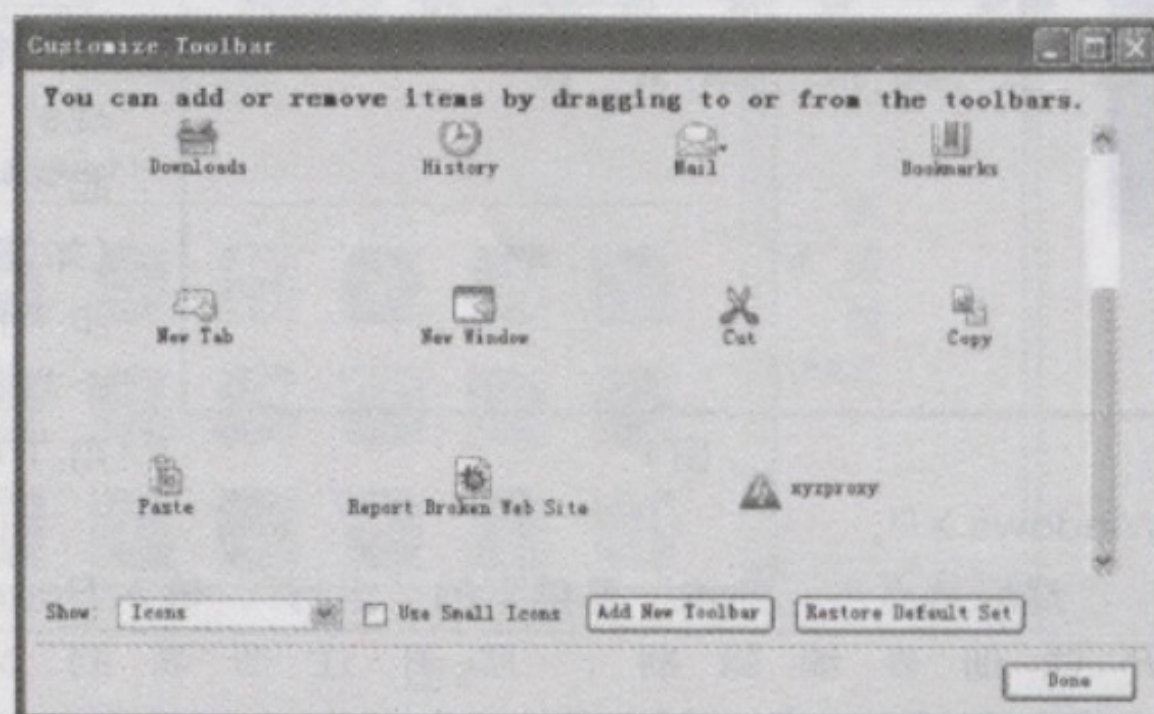 Customize Toolbar
You can add or remove items by dragging to or from the toolbars.
Downloads History Mail Bookmarks
New Tab New Window Cut Copy
Paste Report Broken Web Site xyzproxy
Show: Icons Use Small Icons Add New Toolbar Restore Default Set
Done